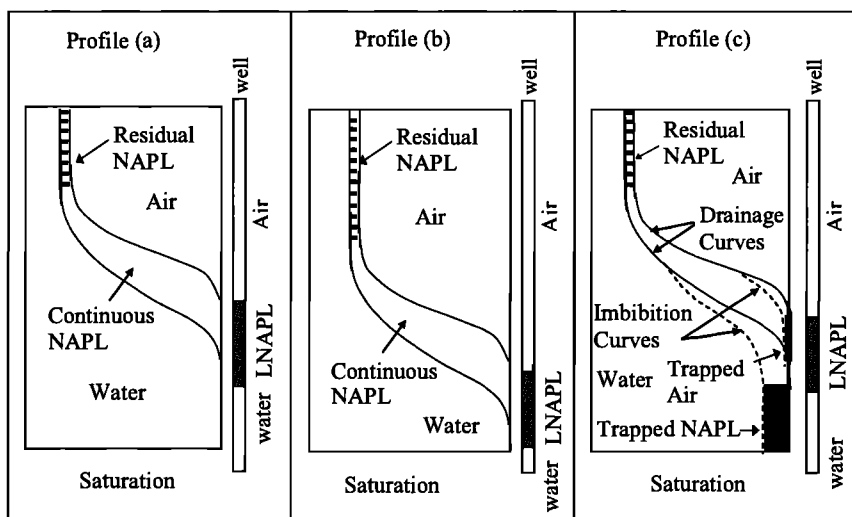 Profile (a)
well
Residual
NAPL
Air
Air
Continuous
NAPL
LNAPL
Water
water
Saturation
Profile (b)
well
Residual
NAPL
Air
Air
Continuous
NAPL
LNAPL
Water
water
Saturation
Profile (c)
well
Residual
NAPL
Air
Air
Drainage
Curves
Imbibition
Curves
LNAPL
Trapped
Air
Water
Trapped NAPL
water
Saturation